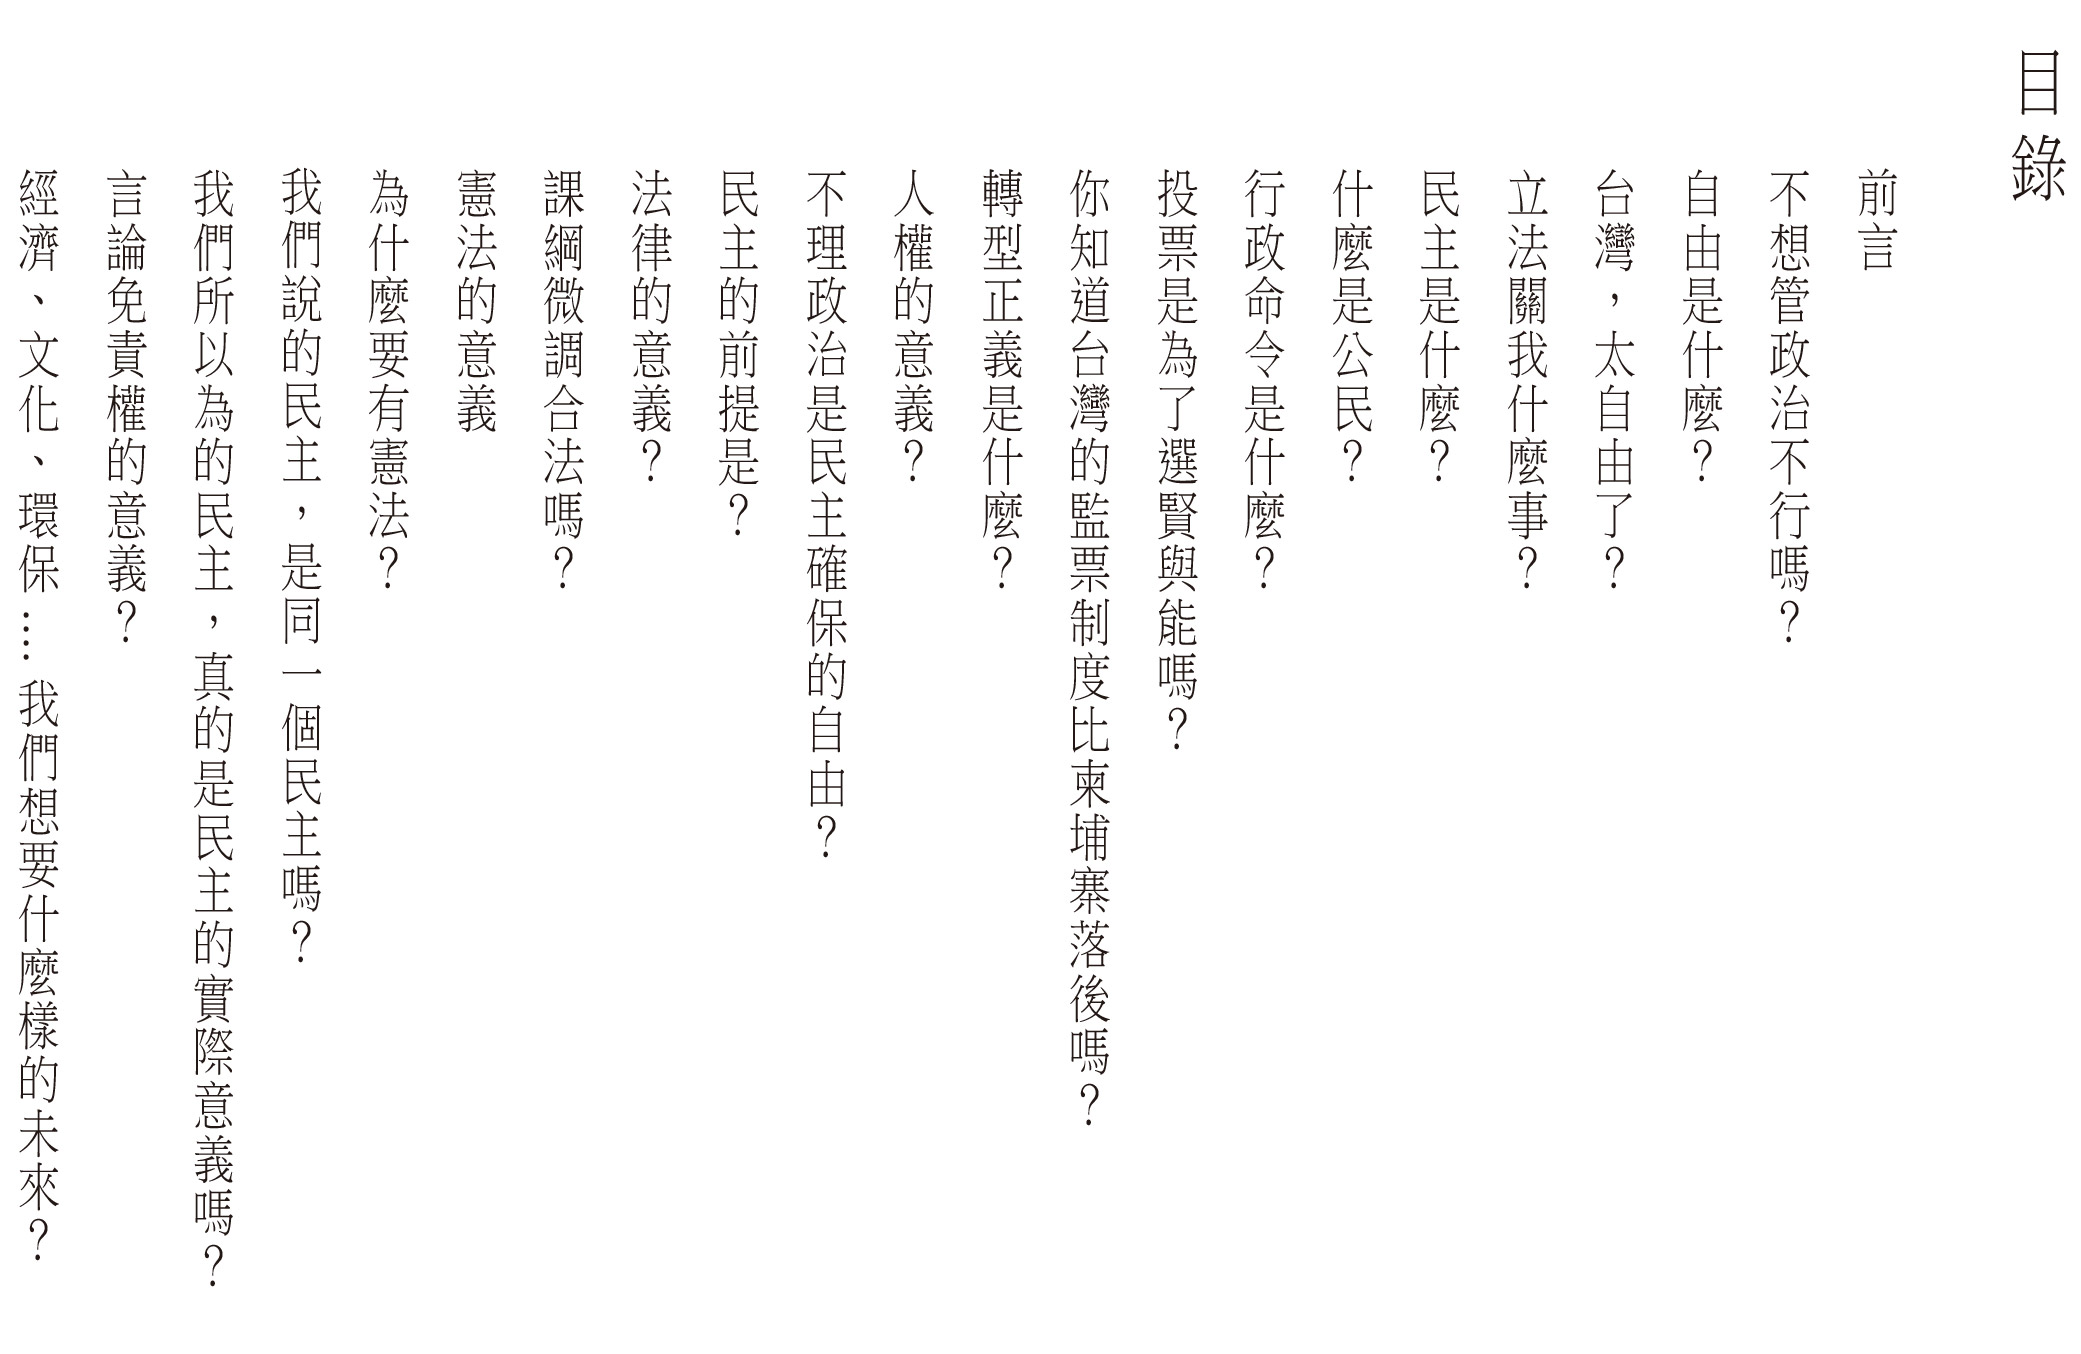 目錄
前言
不想管政治不行嗎?
自由是什麼?
台灣，太自由了?
立法關我什麼事?
民主是什麼?
什麼是公民?
行政命令是什麼?
投票是為了選賢與能嗎?
你知道台灣的監票制度比柬埔寨落後嗎?
轉型正義是什麼?
人權的意義?
不理政治是民主確保的自由?
民主的前提是?
法律的意義?
課綱微調合法嗎?
憲法的意義
為什麼要有憲法?
我們說的民主，是同一個民主嗎?
我們所以為的民主，真的是民主的實際意義嗎?
言論免責權的意義?
經濟、文化、環保....我們想要什麼樣的未來?